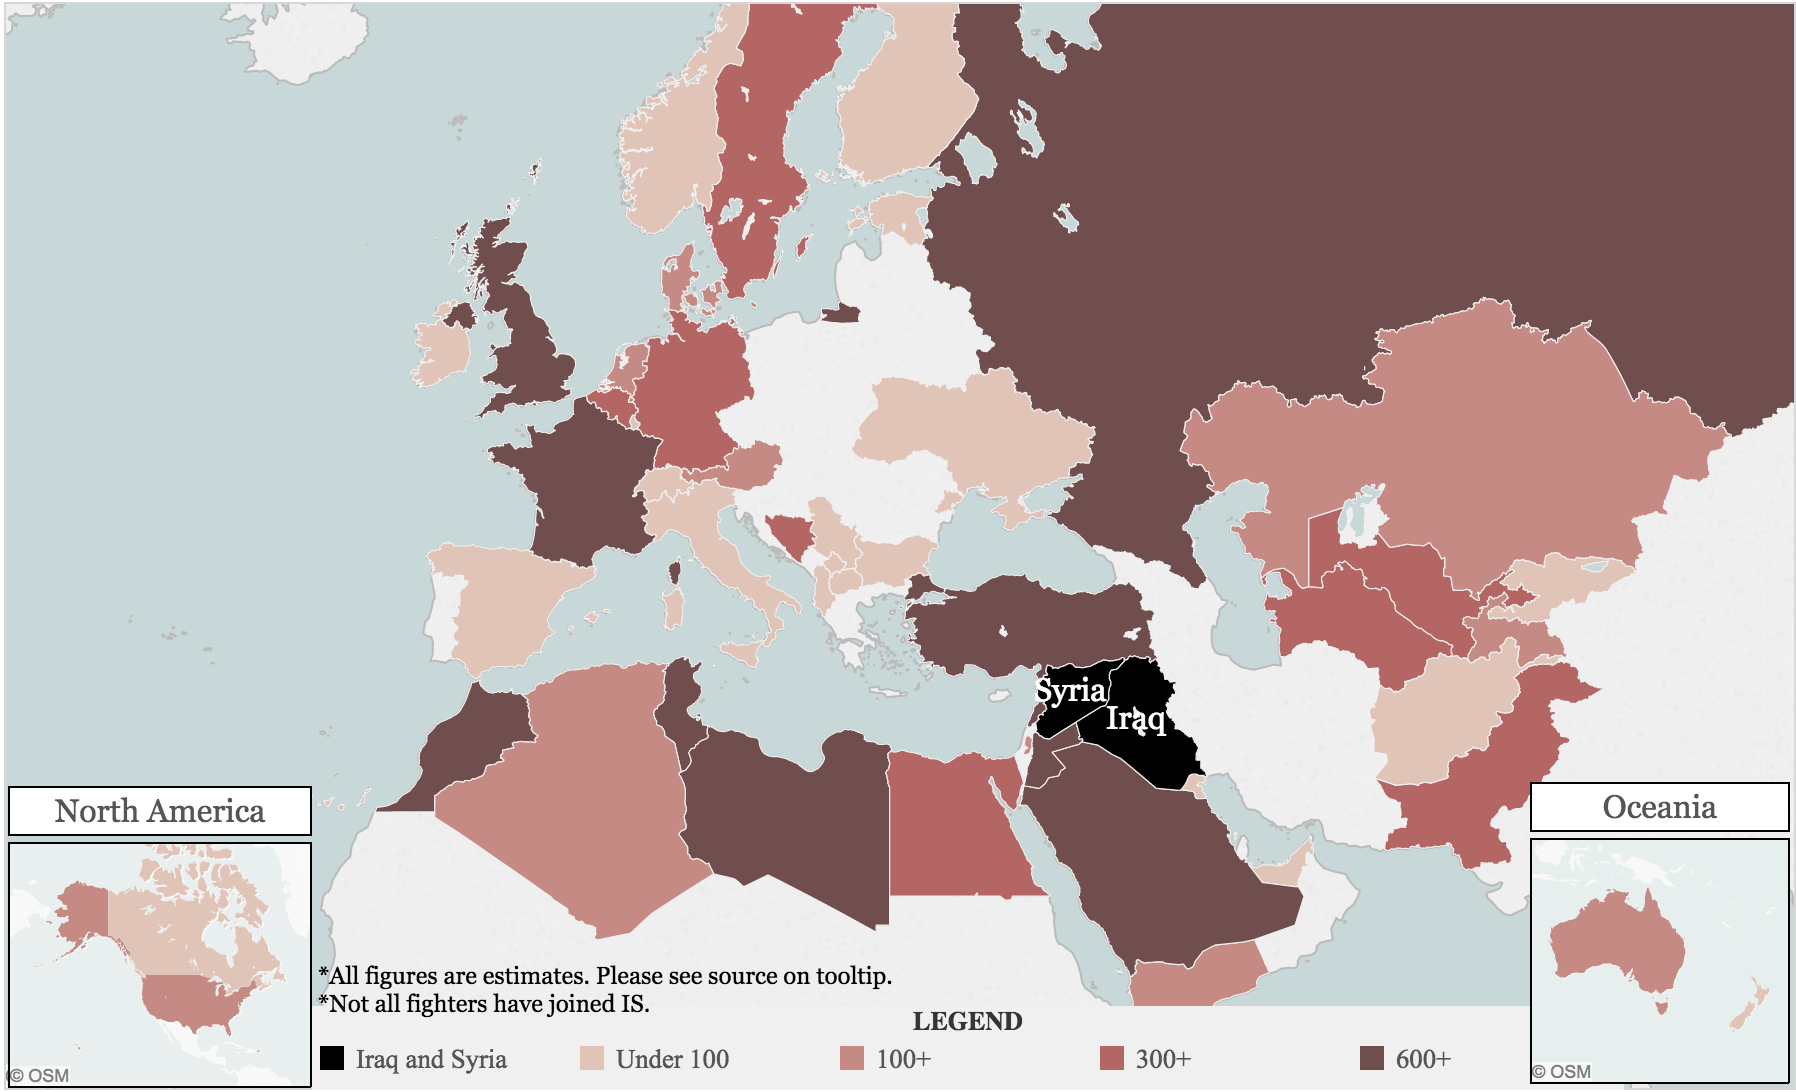 Syria
Iraq
North America
Oceania
*All figures are estimates. Please see source on tooltip.
*Not all fighters have joined IS.
LEGEND
Iraq and Syria
Under 100
100+
300+
600+
© OSM
© OSM